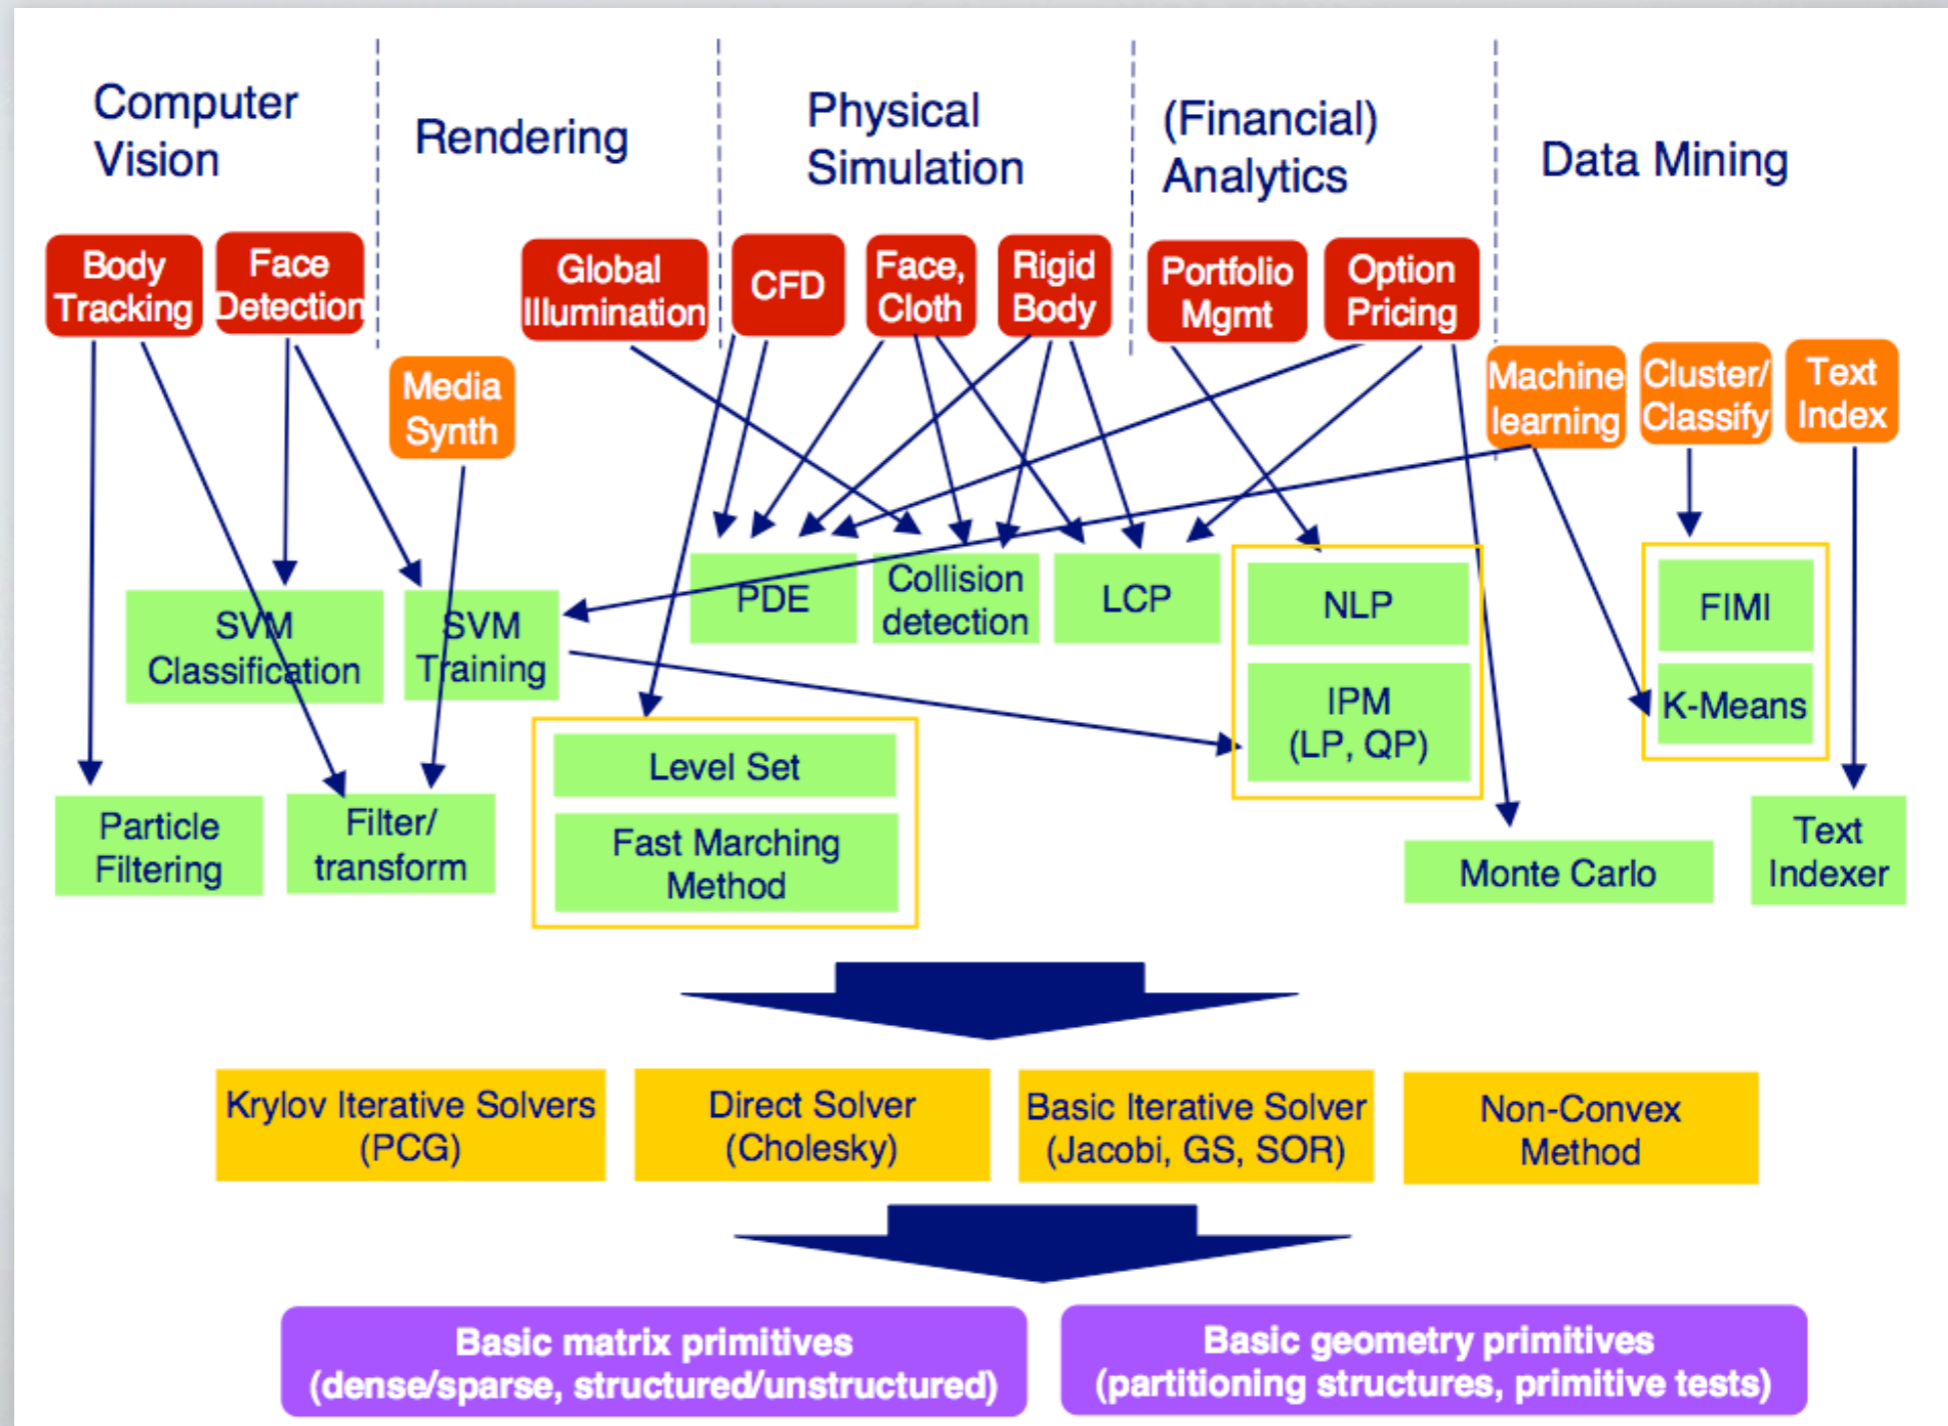 Computer
Vision
Rendering
Physical
Simulation
(Financial)
Analytics
Data Mining
Body
Tracking
Face
Detection
Global
Illumination
CFD
Face,
Cloth
Rigid
Body
Portfolio
Mgmt
Option
Pricing
Media
Synth
Machine
learning
Cluster/
Classify
Text
Index
SVM
Classification
SVM
Training
PDE
Collision
detection
LCP
NLP
IPM
(LP, QP)
FIMI
K-Means
Level Set
Fast Marching
Method
Particle
Filtering
Filter/
transform
Monte Carlo
Text
Indexer
Krylov Iterative Solvers
(PCG)
Direct Solver
(Cholesky)
Basic Iterative Solver
(Jacobi, GS, SOR)
Non-Convex
Method
Basic matrix primitives
(dense/sparse, structured/unstructured)
Basic geometry primitives
(partitioning structures, primitive tests)